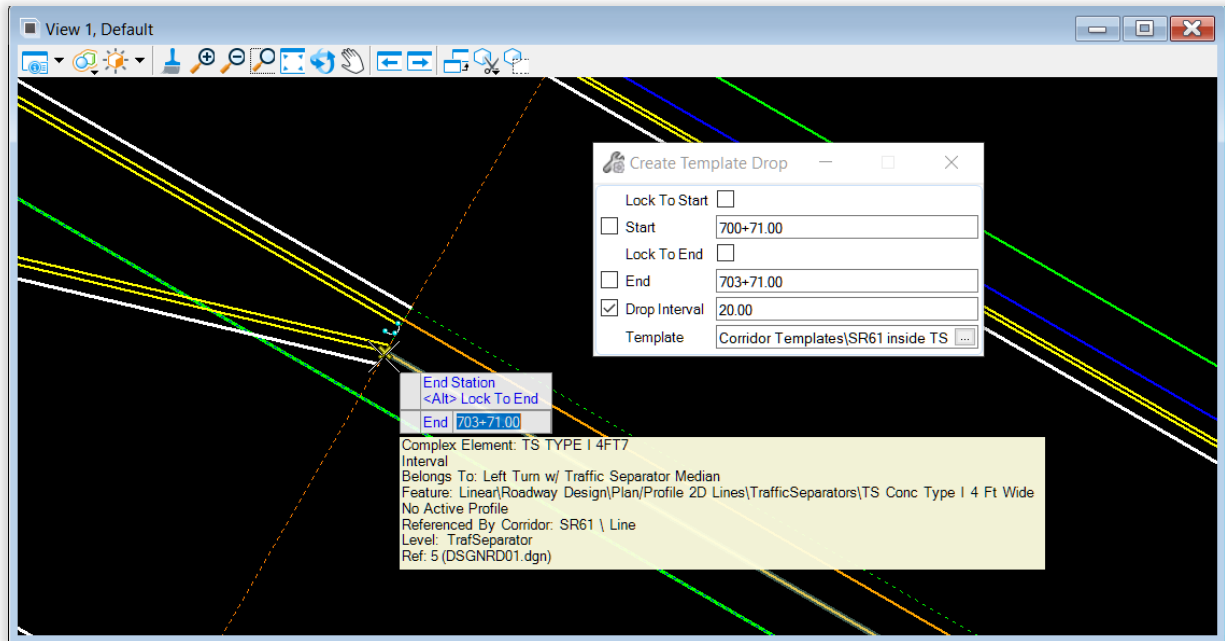 View 1, Default
Create Template Drop
Lock To Start
Start 700+71.00
Lock To End
End 703+71.00
Drop Interval 20.00
Template Corridor Templates\SR61 inside TS ...
End Station
<Alt> Lock To End
End 703+71.00
Complex Element: TS TYPE I 4FT7
Interval
Belongs To: Left Turn w/ Traffic Separator Median
Feature: Linear\Roadway Design\Plan/Profile 2D Lines\TrafficSeparators\TS Conc Type I 4 Ft Wide
No Active Profile
Referenced By Corridor: SR61 \ Line
Level: TrafSeparator
Ref: 5 (DSGNRD01.dgn)